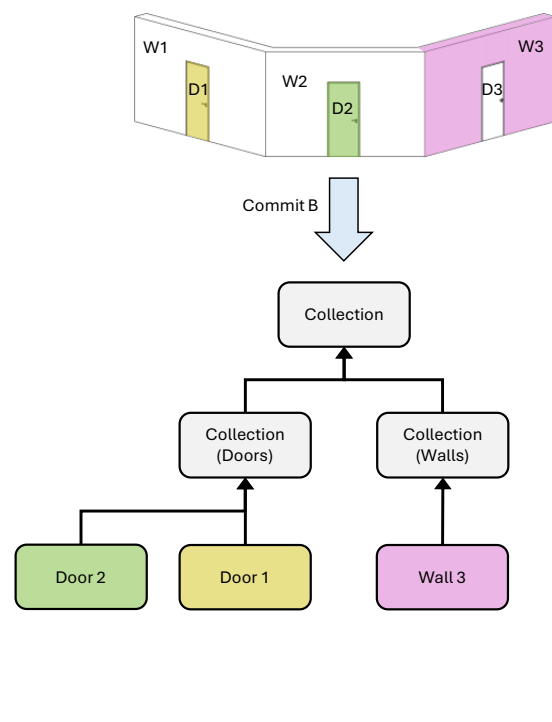 W1
W3
W2
D1
D3
D2
Commit B
Collection
Collection
(Doors)
Collection
(Walls)
Door 2
Door 1
Wall 3